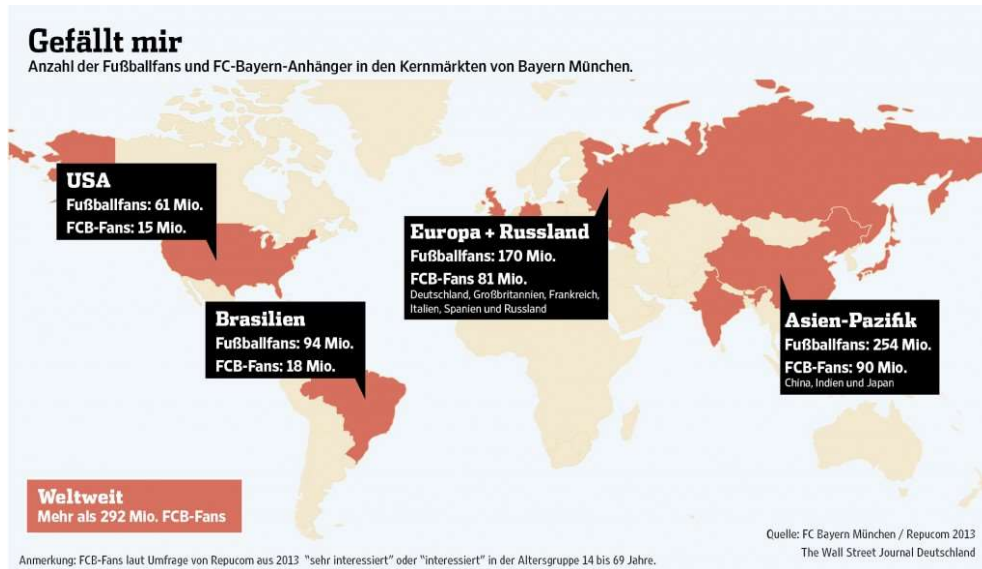 Gefällt mir
Anzahl der Fußballfans und FC-Bayern-Anhänger in den Kernmärkten von Bayern München.
USA
Fußballfans: 61 Mio.
FCB-Fans: 15 Mio.
Europa + Russland
Fußballfans: 170 Mio.
FCB-Fans 81 Mio.
Deutschland, Großbritannien, Frankreich,
Italien, Spanien und Russland
Brasilien
Fußballfans: 94 Mio.
FCB-Fans: 18 Mio.
Asien-Pazifik
Fußballfans: 254 Mio.
FCB-Fans: 90 Mio.
China, Indien und Japan
Weltweit
Mehr als 292 Mio. FCB-Fans
Quelle: FC Bayern München / Repucom 2013
The Wall Street Journal Deutschland
Anmerkung: FCB-Fans laut Umfrage von Repucom aus 2013 "sehr interessiert" oder "interessiert" in der Altersgruppe 14 bis 69 Jahre.